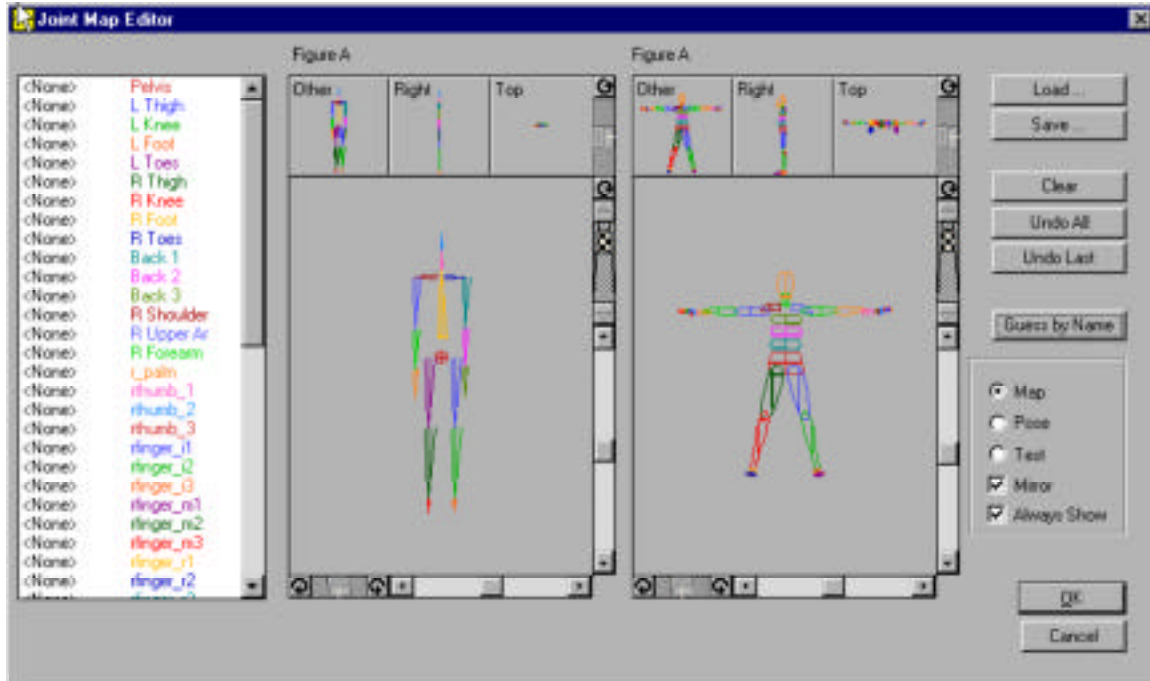 Joint Map Editor
Figure A
Figure A
<None> Pelvis
<None> L Thigh
<None> L Knee
<None> L Foot
<None> L Toes
<None> R Thigh
<None> R Knee
<None> R Foot
<None> R Toes
<None> Back 1
<None> Back 2
<None> Back 3
<None> R Shoulder
<None> R Upper Ar
<None> R Forearm
<None> r_palm
<None> rthumb_1
<None> rthumb_2
<None> rthumb_3
<None> rfinger_i1
<None> rfinger_i2
<None> rfinger_i3
<None> rfinger_m1
<None> rfinger_m2
<None> rfinger_m3
<None> rfinger_r1
<None> rfinger_r2
Other Right Top
Other Right Top
Load ...
Save ...
Clear
Undo All
Undo Last
Guess by Name
Map
Pose
Test
Mirror
Always Show
OK
Cancel